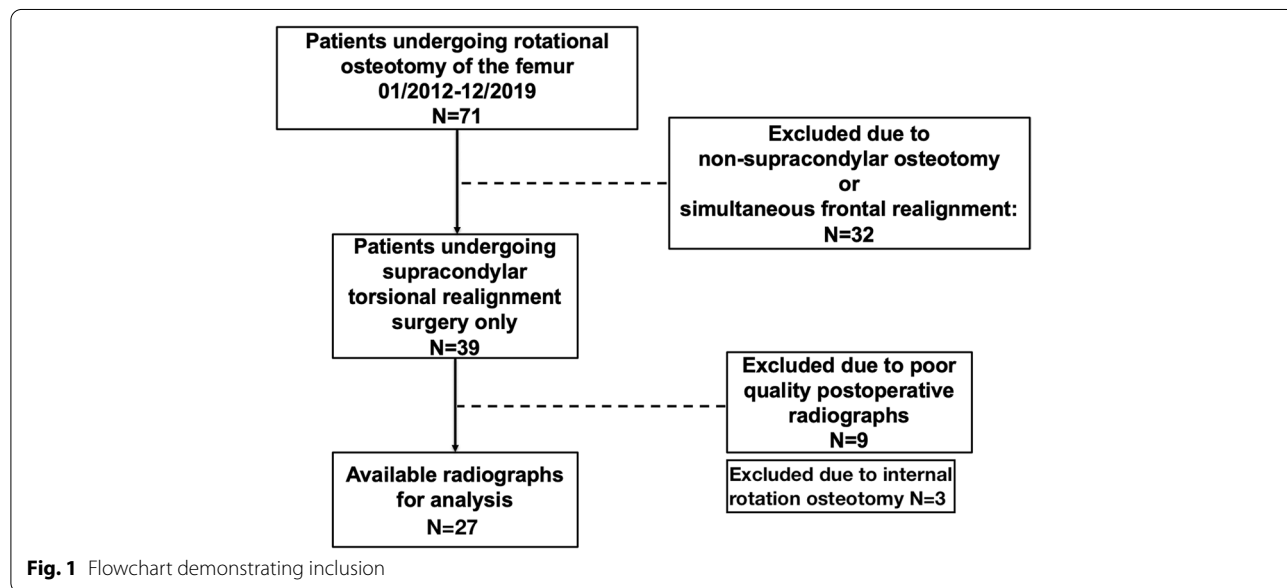 Patients undergoing rotational
osteotomy of the femur
01/2012-12/2019
N=71
Excluded due to
non-supracondylar osteotomy
or
simultaneous frontal realignment:
N=32
Patients undergoing
supracondylar
torsional realignment
surgery only
N=39
Excluded due to poor
quality postoperative
radiographs
N=9
Excluded due to internal
rotation osteotomy N=3
Available radiographs
for analysis
N=27
Fig. 1 Flowchart demonstrating inclusion